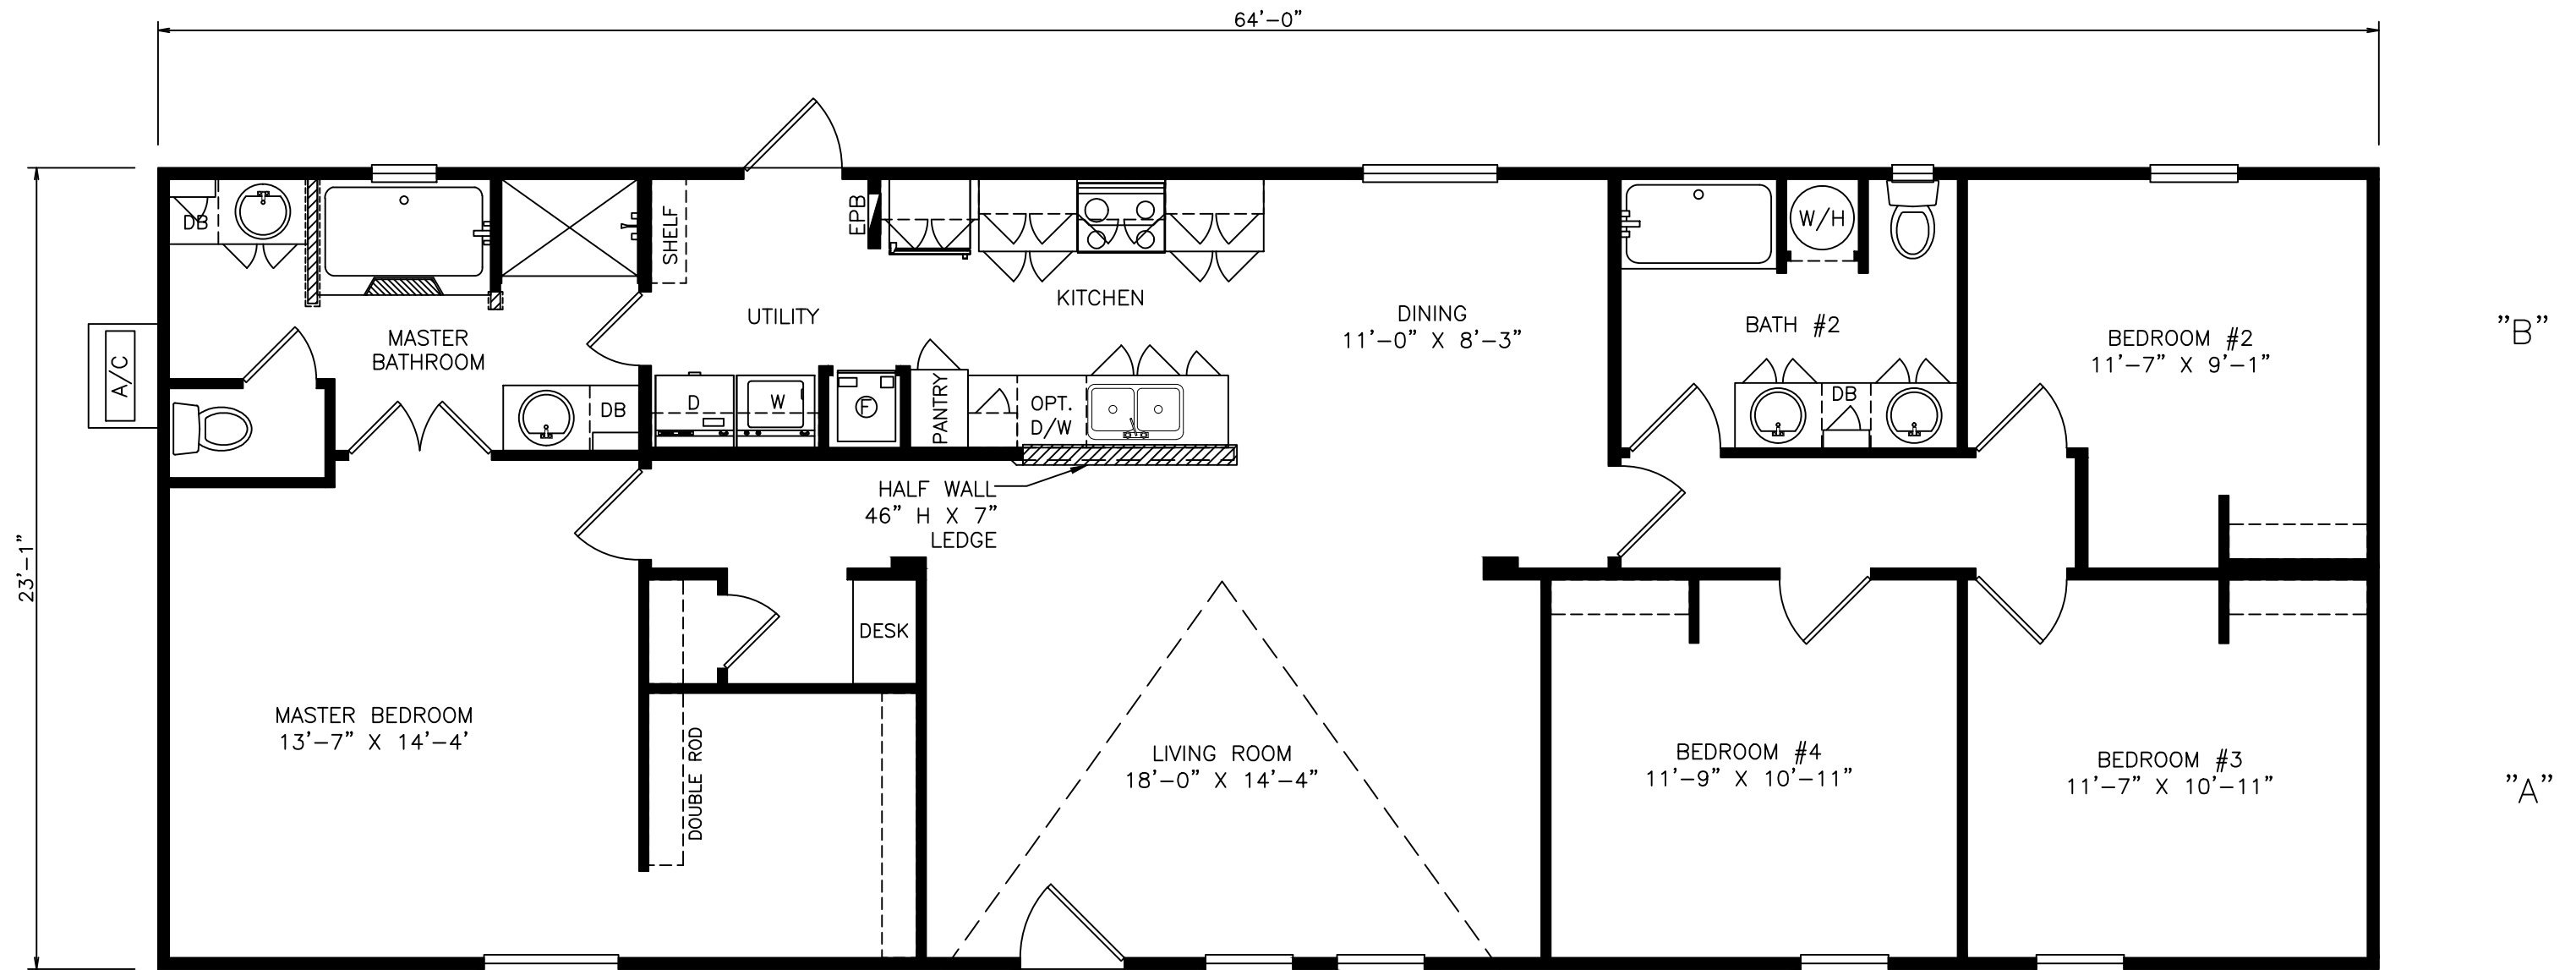 64'-0"
DB
SHELF
EPB
W/H
KITCHEN
UTILITY
DINING
11'-0" X 8'-3"
BATH #2
BEDROOM #2
11'-7" X 9'-1"
"B"
MASTER
BATHROOM
A/C
DB
D
W
F
PANTRY
OPT.
D/W
DB
HALF WALL
46" H X 7"
LEDGE
23'-1"
DESK
MASTER BEDROOM
13'-7" X 14'-4'
DOUBLE ROD
LIVING ROOM
18'-0" X 14'-4"
BEDROOM #4
11'-9" X 10'-11"
BEDROOM #3
11'-7" X 10'-11"
"A"